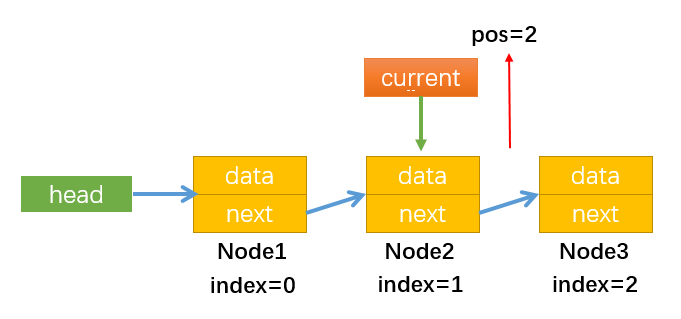 pos=2
current
head
data
next
data
next
data
next
Node1
Node2
Node3
index=0
index=1
index=2